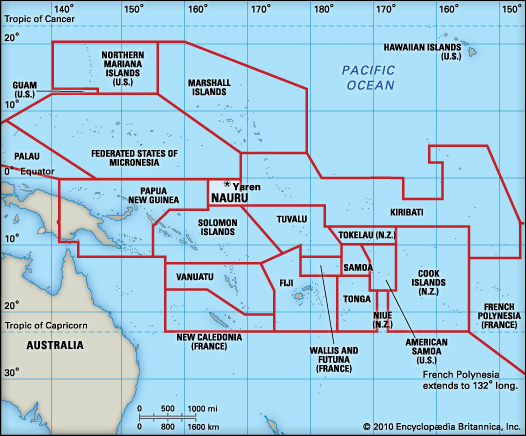 140° 150° 160° 170° 180° 170° 160° 150°
Tropic of Cancer
20°
HAWAIIAN ISLANDS
(U.S.)
NORTHERN
MARIANA
ISLANDS
(U.S.)
PACIFIC
OCEAN
GUAM
(U.S.)
MARSHALL
ISLANDS
10°
PALAU
FEDERATED STATES OF
MICRONESIA
0° Equator
PAPUA
NEW GUINEA
* Yaren
NAURU
KIRIBATI
SOLOMON
ISLANDS
TUVALU
TOKELAU (N.Z.)
10°
VANUATU
FIJI
SAMOA
COOK
ISLANDS
(N.Z.)
TONGA
20°
NIUE
(N.Z.)
FRENCH
POLYNESIA
(FRANCE)
Tropic of Capricorn
AUSTRALIA
NEW CALEDONIA
(FRANCE)
WALLIS AND
FUTUNA
(FRANCE)
AMERICAN
SAMOA
(U.S.)
30°
French Polynesia
extends to 132° long.
0 500 1000 mi
0 800 1600 km
© 2010 Encyclopædia Britannica, Inc.